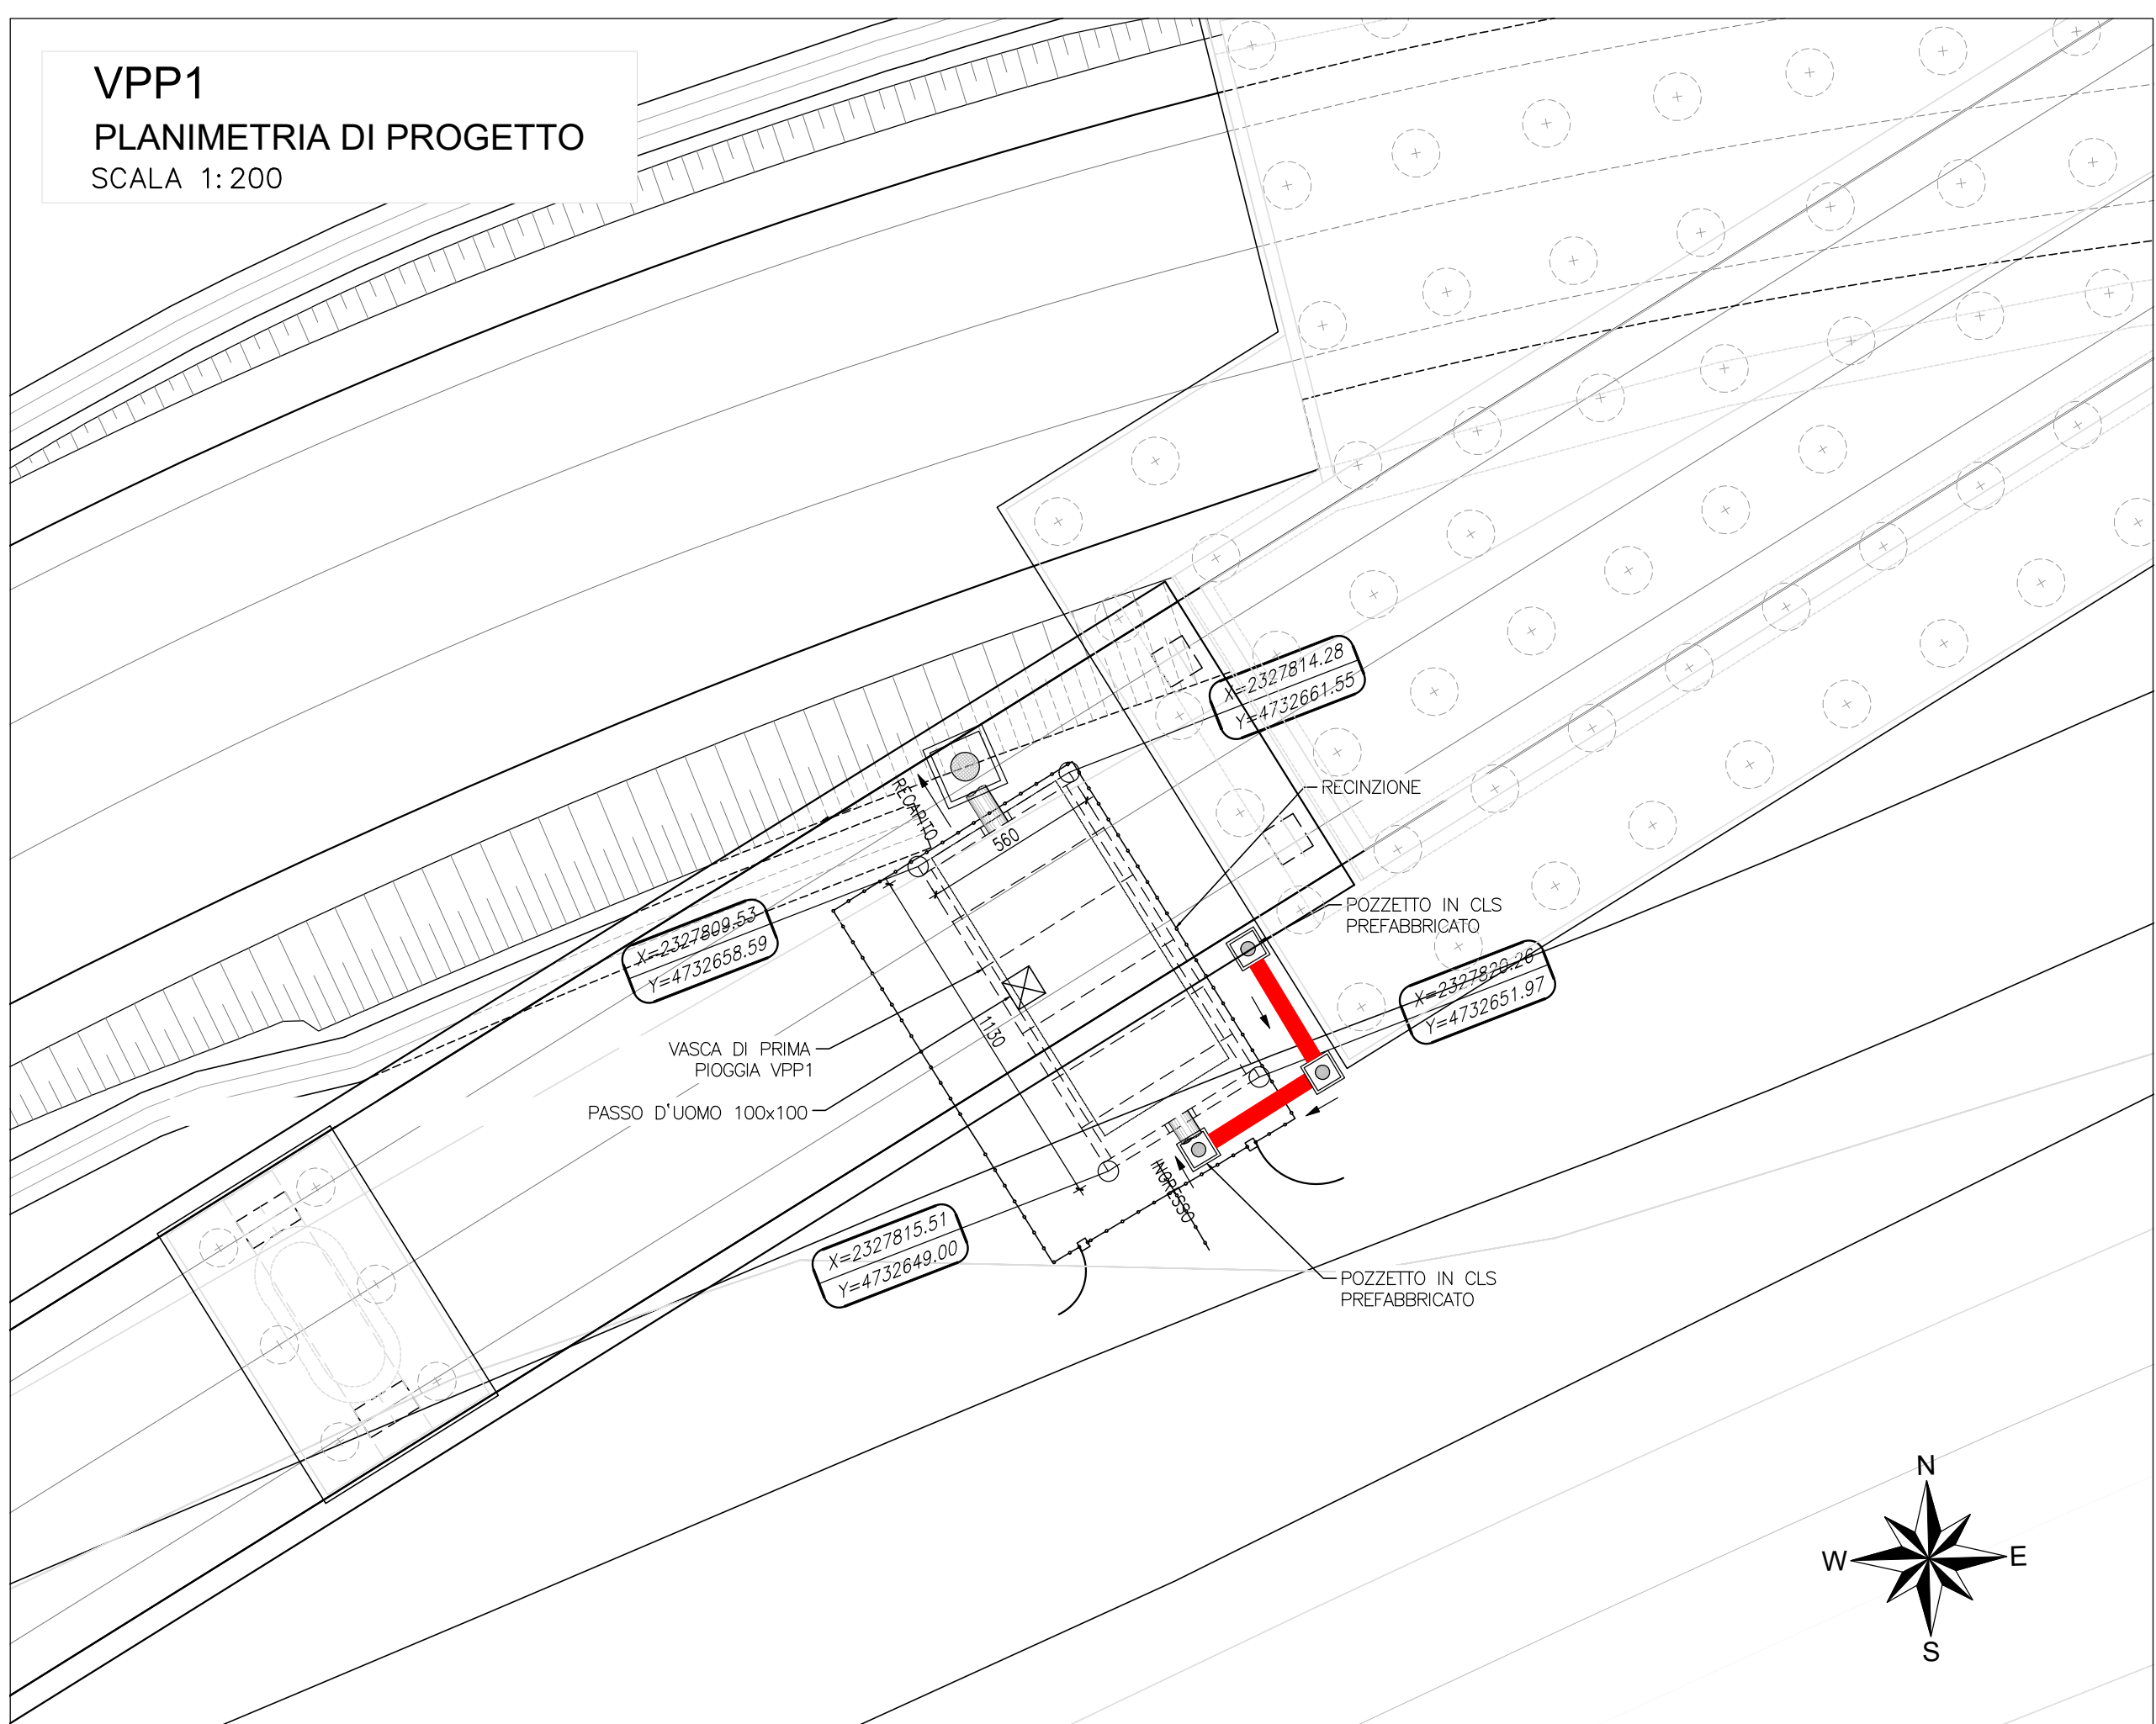 VPP1
PLANIMETRIA DI PROGETTO
SCALA 1:200
X=2327814.28
Y=4732661.55
RECINZIONE
RECAPITO
560
POZZETTO IN CLS
PREFABBRICATO
X=2327809.53
Y=4732658.59
X=2327820.26
Y=4732651.97
1130
VASCA DI PRIMA
PIOGGIA VPP1
PASSO D'UOMO 100x100
INGRESSO
X=2327815.51
Y=4732649.00
POZZETTO IN CLS
PREFABBRICATO
N
W
E
S